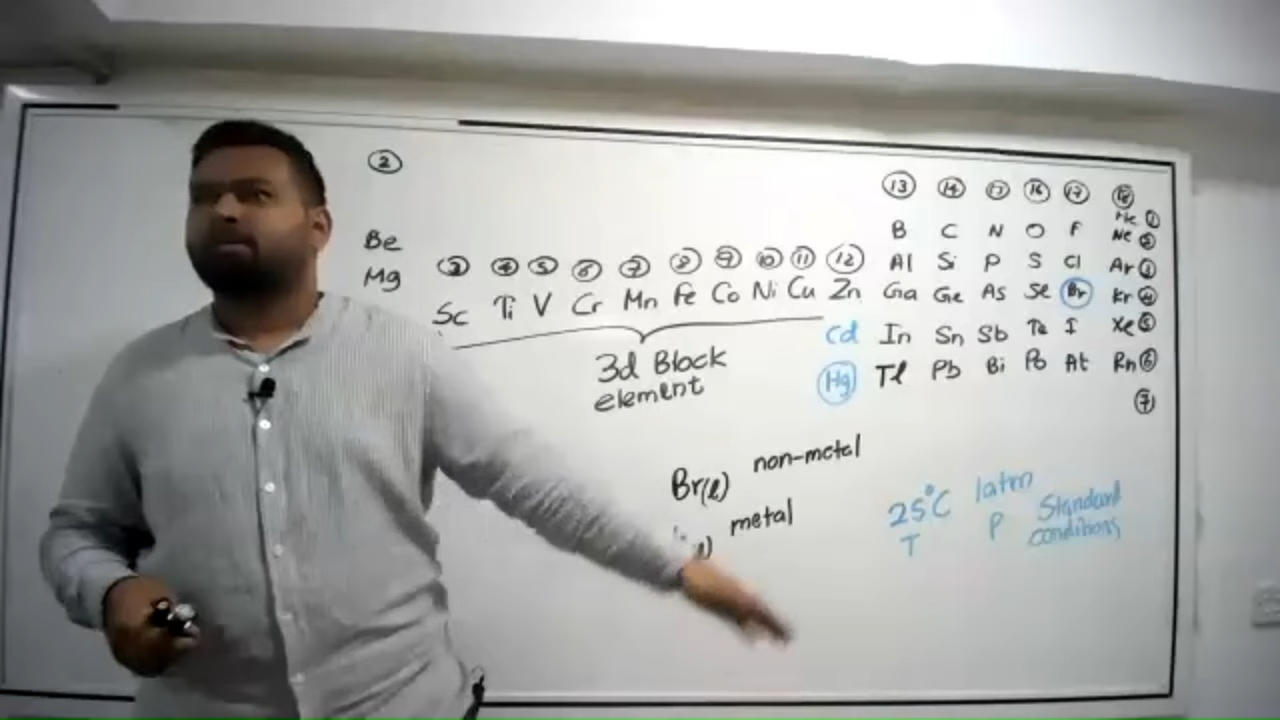 ②
⑬ ⑭ ⑮ ⑯ ⑰ ⑱
B C N O F He ①
Be Ne ②
Mg ③ ④ ⑤ ⑥ ⑦ ⑧ ⑨ ⑩ ⑪ ⑫ Al Si P S Cl Ar ③
Sc Ti V Cr Mn Fe Co Ni Cu Zn Ga Ge As Se Br Kr ④
Cd In Sn Sb Te I Xe ⑤
Hg Tl Pb Bi Po At Rn ⑥
⑦
3d Block
element
Br(l) non-metal
metal
25°C 1atm Standard
T P conditions